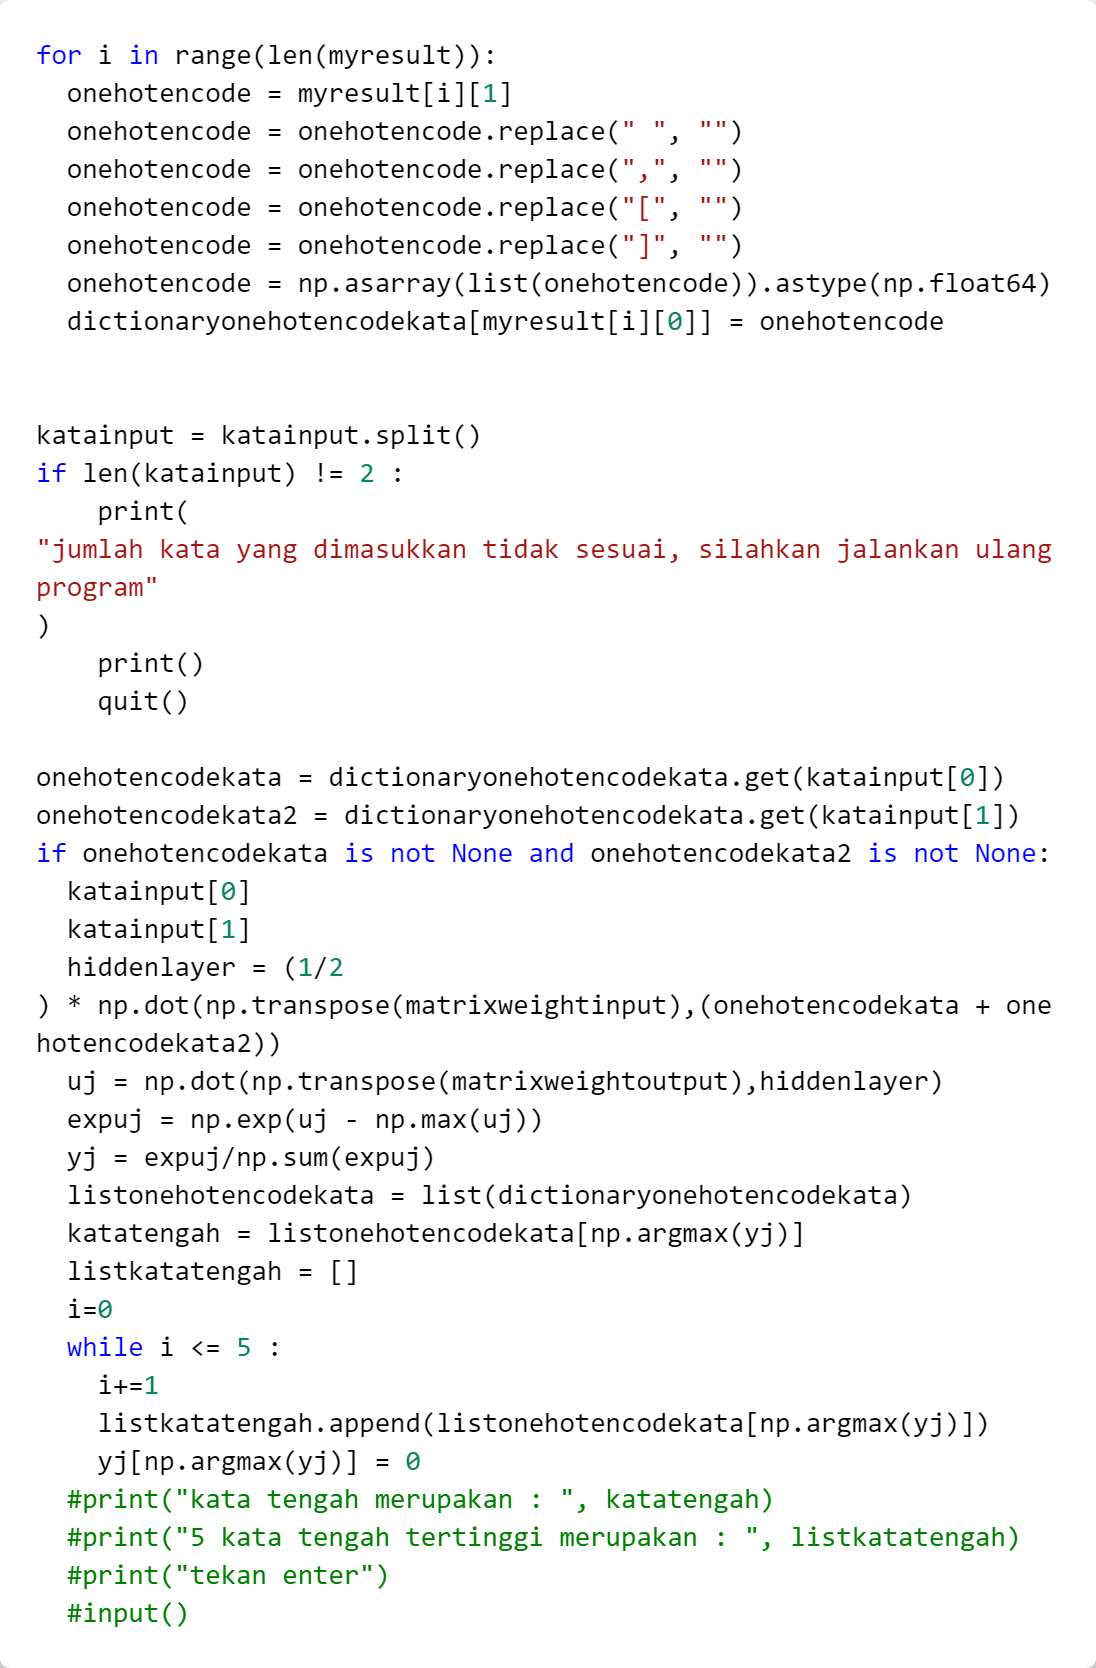 for i in range(len(myresult)):
  onehotencode = myresult[i][1]
  onehotencode = onehotencode.replace(" ", "")
  onehotencode = onehotencode.replace(",", "")
  onehotencode = onehotencode.replace("[", "")
  onehotencode = onehotencode.replace("]", "")
  onehotencode = np.asarray(list(onehotencode)).astype(np.float64)
  dictionaryonehotencodekata[myresult[i][0]] = onehotencode
katainput = katainput.split()
if len(katainput) != 2 :
    print(
"jumlah kata yang dimasukkan tidak sesuai, silahkan jalankan ulang
program"
)
    print()
    quit()
onehotencodekata = dictionaryonehotencodekata.get(katainput[0])
onehotencodekata2 = dictionaryonehotencodekata.get(katainput[1])
if onehotencodekata is not None and onehotencodekata2 is not None:
  katainput[0]
  katainput[1]
  hiddenlayer = (1/2
) * np.dot(np.transpose(matrixweightinput),(onehotencodekata + one
hotencodekata2))
  uj = np.dot(np.transpose(matrixweightoutput),hiddenlayer)
  expuj = np.exp(uj - np.max(uj))
  yj = expuj/np.sum(expuj)
  listonehotencodekata = list(dictionaryonehotencodekata)
  katatengah = listonehotencodekata[np.argmax(yj)]
  listkatatengah = []
  i=0
  while i <= 5 :
    i+=1
    listkatatengah.append(listonehotencodekata[np.argmax(yj)])
    yj[np.argmax(yj)] = 0
  #print("kata tengah merupakan : ", katatengah)
  #print("5 kata tengah tertinggi merupakan : ", listkatatengah)
  #print("tekan enter")
  #input()